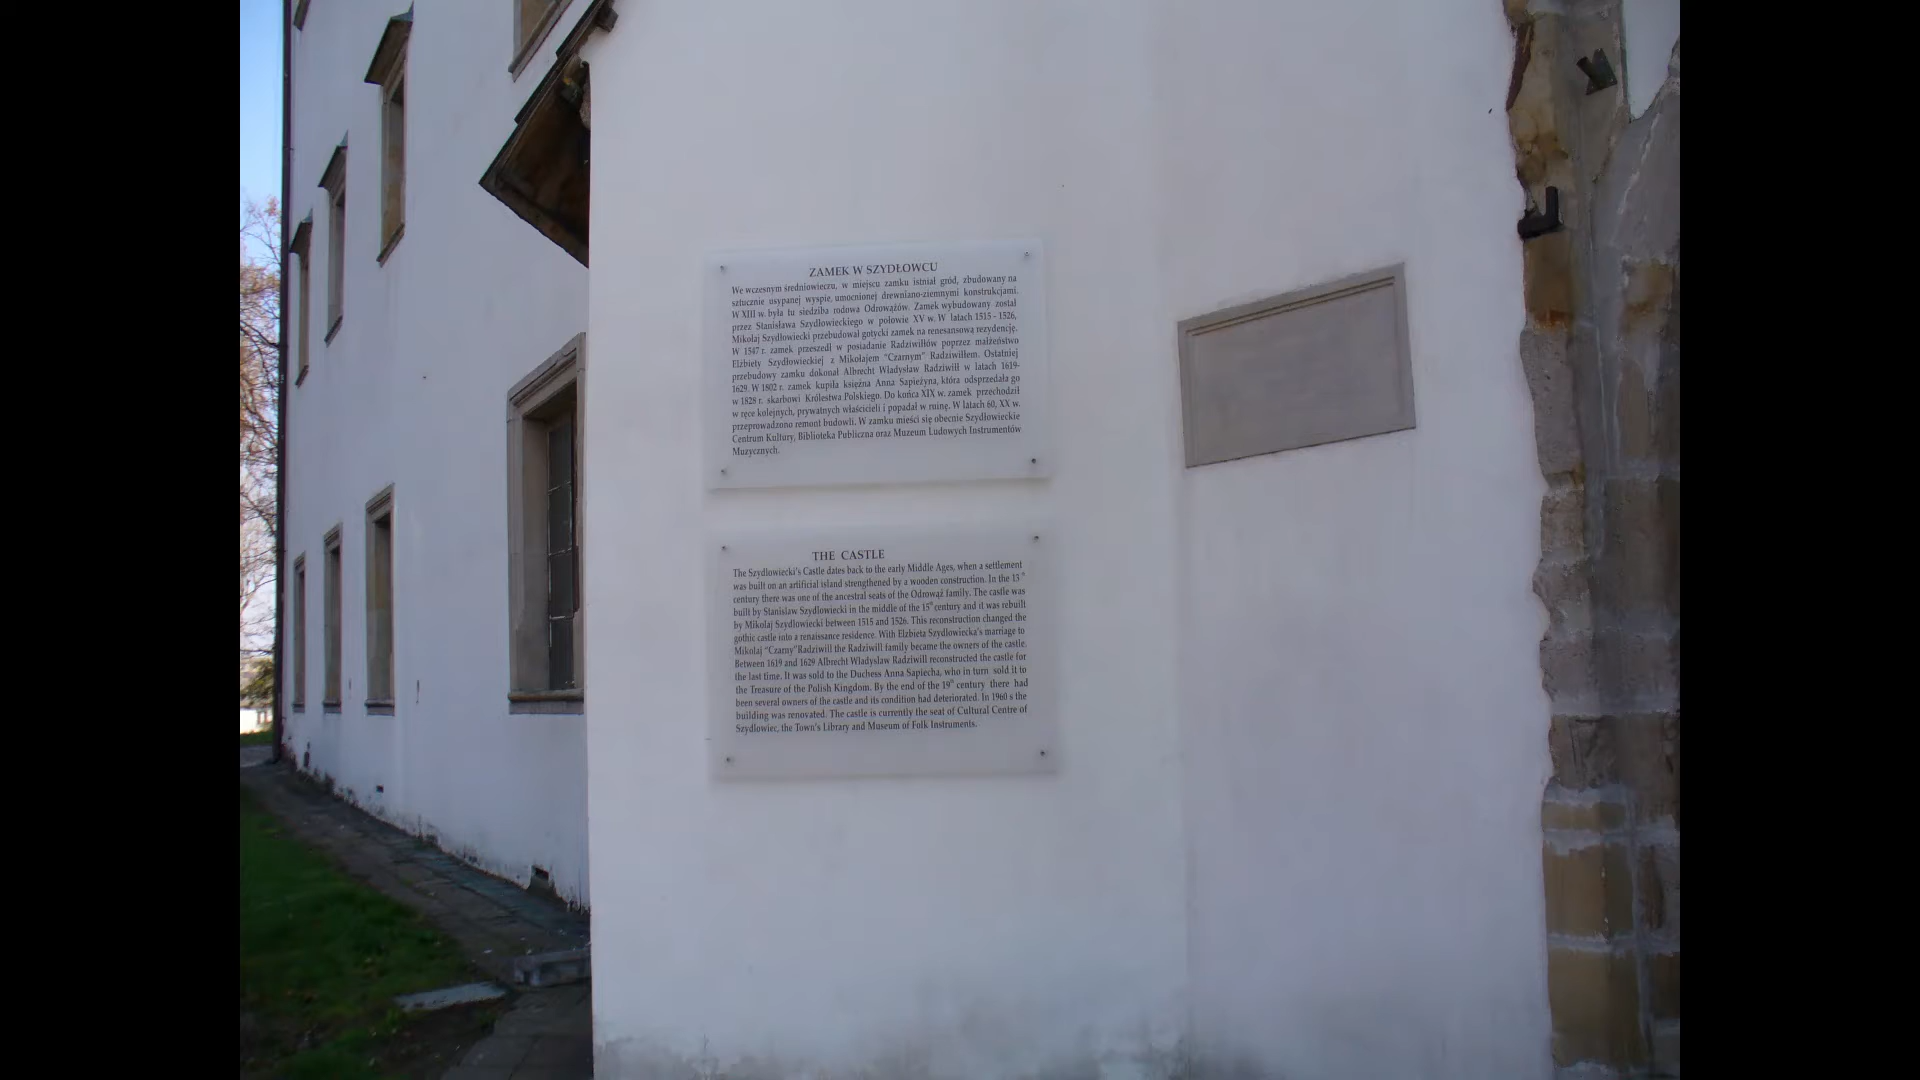 ZAMEK W SZYDŁOWCU
We wczesnym średniowieczu, w miejscu zamku istniał gród, zbudowany na
sztucznie usypanej wyspie, umocnionej drewniano-ziemnymi konstrukcjami.
W XIII w. była tu siedziba rodowa Odrowążów. Zamek wybudowany został
przez Stanisława Szydłowieckiego w połowie XV w. W latach 1515 - 1526,
Mikołaj Szydłowiecki przebudował gotycki zamek na renesansową rezydencję.
W 1547 r. zamek przeszedł w posiadanie Radziwiłłów poprzez małżeństwo
Elżbiety Szydłowieckiej z Mikołajem "Czarnym" Radziwiłłem. Ostatniej
przebudowy zamku dokonał Albrecht Władysław Radziwiłł w latach 1619-
1629. W 1802 r. zamek kupiła księżna Anna Sapieżyna, która odsprzedała go
w 1828 r. skarbowi Królestwa Polskiego. Do końca XIX w. zamek przechodził
w ręce kolejnych, prywatnych właścicieli i popadał w ruinę. W latach 60, XX w.
przeprowadzono remont budowli. W zamku mieści się obecnie Szydłowieckie
Centrum Kultury, Biblioteka Publiczna oraz Muzeum Ludowych Instrumentów
Muzycznych.
THE CASTLE
The Szydlowiecki's Castle dates back to the early Middle Ages, when a settlement
was built on an artificial island strengthened by a wooden construction. In the 13th
century there was one of the ancestral seats of the Odrowąż family. The castle was
built by Stanislaw Szydlowiecki in the middle of the 15th century and it was rebuilt
by Mikolaj Szydlowiecki between 1515 and 1526. This reconstruction changed the
gothic castle into a renaissance residence. With Elzbieta Szydlowiecka's marriage to
Mikolaj "Czarny" Radziwill the Radziwill family became the owners of the castle.
Between 1619 and 1629 Albrecht Wladyslaw Radziwill reconstructed the castle for
the last time. It was sold to the Duchess Anna Sapiecha, who in turn sold it to
the Treasure of the Polish Kingdom. By the end of the 19th century there had
been several owners of the castle and its condition had deteriorated. In 1960 s the
building was renovated. The castle is currently the seat of Cultural Centre of
Szydlowiec, the Town's Library and Museum of Folk Instruments.